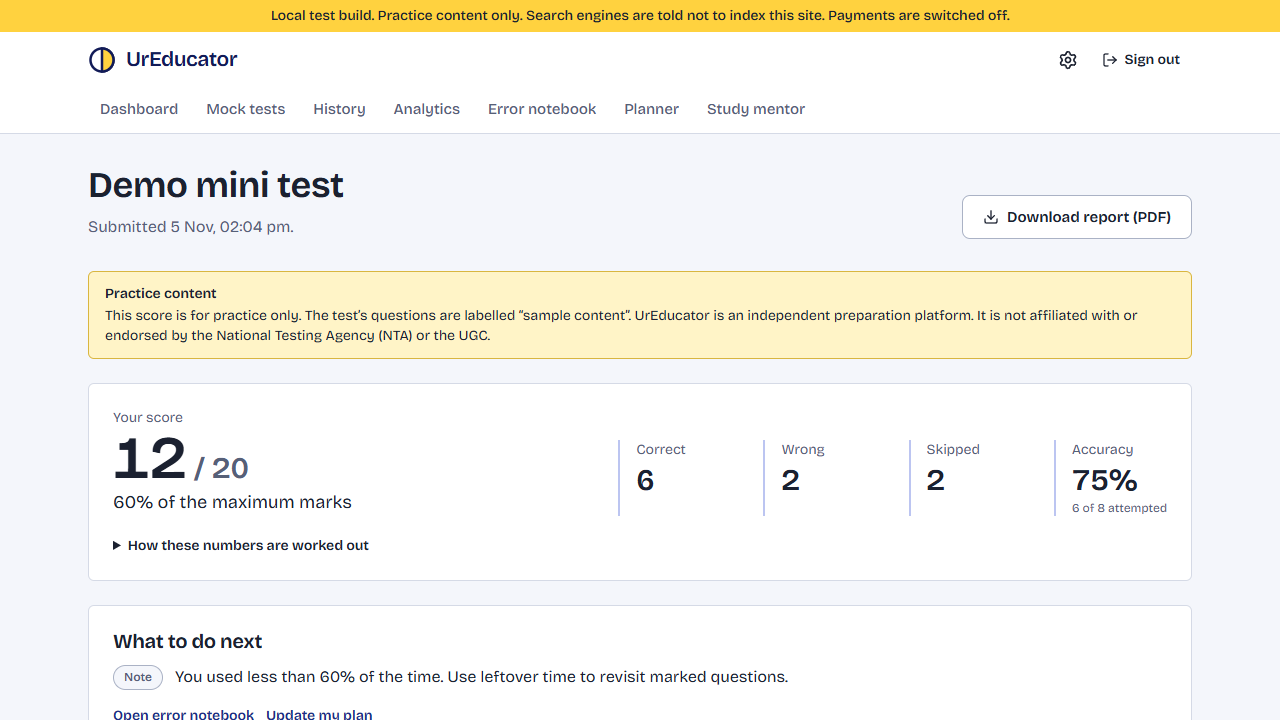 Local test build. Practice content only. Search engines are told not to index this site. Payments are switched off.
UrEducator
Sign out
Dashboard
Mock tests
History
Analytics
Error notebook
Planner
Study mentor
Demo mini test
Submitted 5 Nov, 02:04 pm.
Download report (PDF)
Practice content
This score is for practice only. The test’s questions are labelled “sample content”. UrEducator is an independent preparation platform. It is not affiliated with or
endorsed by the National Testing Agency (NTA) or the UGC.
Your score
12 / 20
60% of the maximum marks
How these numbers are worked out
Correct
6
Wrong
2
Skipped
2
Accuracy
75%
6 of 8 attempted
What to do next
Note
You used less than 60% of the time. Use leftover time to revisit marked questions.
Open error notebook
Update my plan